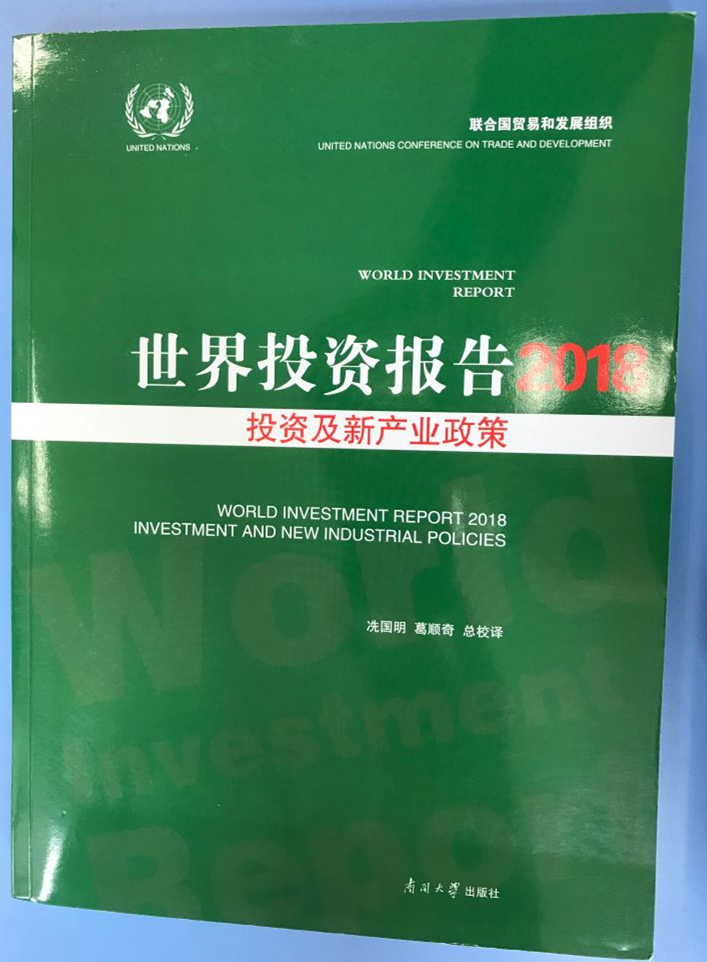 UNITED NATIONS
联合国贸易和发展组织
UNITED NATIONS CONFERENCE ON TRADE AND DEVELOPMENT
WORLD INVESTMENT
REPORT
世界投资报告2018
投资及新产业政策
WORLD INVESTMENT REPORT 2018
INVESTMENT AND NEW INDUSTRIAL POLICIES
冼国明 葛顺奇 总校译
World
Investment
Report
南开大学出版社